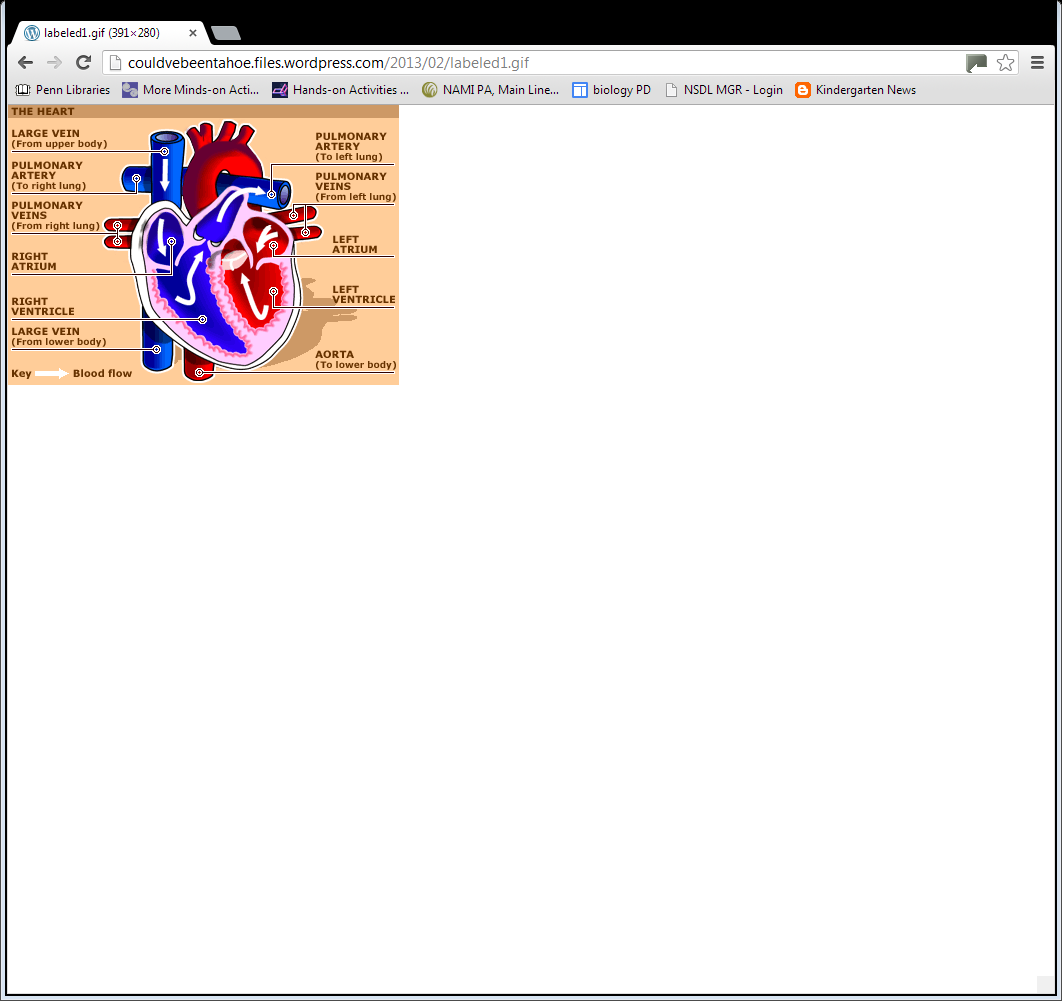 labeled1.gif (391×280)
couldvebeentahoe.files.wordpress.com/2013/02/labeled1.gif
Penn Libraries More Minds-on Acti... Hands-on Activities ... NAMI PA, Main Line... biology PD NSDL MGR - Login Kindergarten News
THE HEART
LARGE VEIN
(From upper body)
PULMONARY
ARTERY
(To right lung)
PULMONARY
VEINS
(From right lung)
RIGHT
ATRIUM
RIGHT
VENTRICLE
LARGE VEIN
(From lower body)
Key Blood flow
PULMONARY
ARTERY
(To left lung)
PULMONARY
VEINS
(From left lung)
LEFT
ATRIUM
LEFT
VENTRICLE
AORTA
(To lower body)